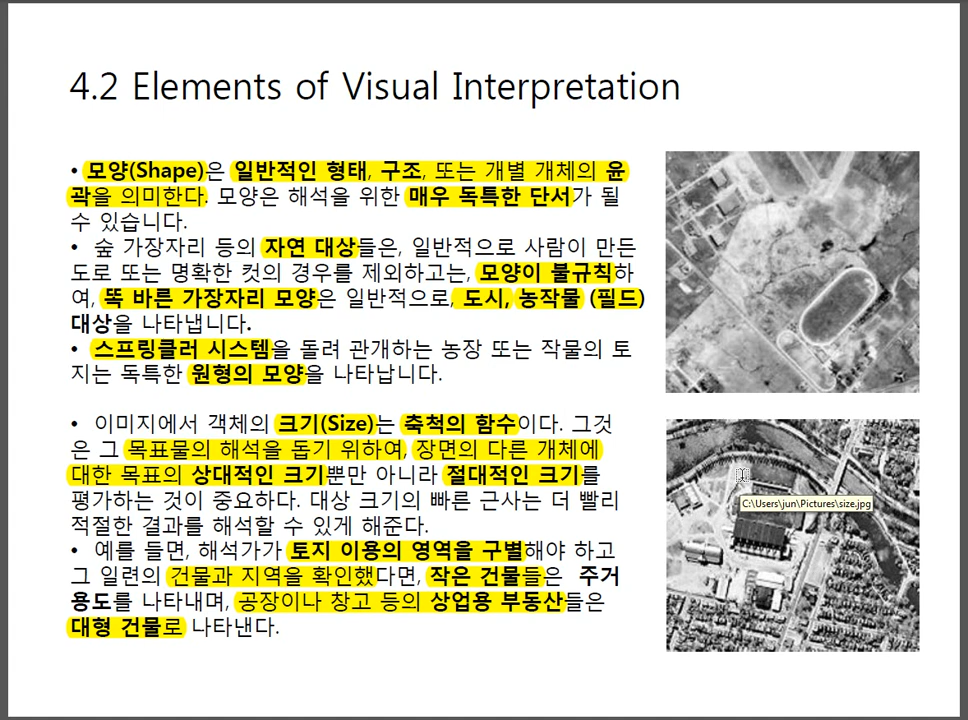 4.2 Elements of Visual Interpretation
• 모양(Shape)은 일반적인 형태, 구조, 또는 개별 개체의 윤
곽을 의미한다. 모양은 해석을 위한 매우 독특한 단서가 될
수 있습니다.
• 숲 가장자리 등의 자연 대상들은, 일반적으로 사람이 만든
도로 또는 명확한 컷의 경우를 제외하고는, 모양이 불규칙하
여, 똑 바른 가장자리 모양은 일반적으로, 도시, 농작물 (필드)
대상을 나타냅니다.
• 스프링클러 시스템을 돌려 관개하는 농장 또는 작물의 토
지는 독특한 원형의 모양을 나타납니다.
• 이미지에서 객체의 크기(Size)는 축척의 함수이다. 그것
은 그 목표물의 해석을 돕기 위하여, 장면의 다른 개체에
대한 목표의 상대적인 크기뿐만 아니라 절대적인 크기를
평가하는 것이 중요하다. 대상 크기의 빠른 근사는 더 빨리
적절한 결과를 해석할 수 있게 해준다.
• 예를 들면, 해석가가 토지 이용의 영역을 구별해야 하고
그 일련의 건물과 지역을 확인했다면, 작은 건물들은 주거
용도를 나타내며, 공장이나 창고 등의 상업용 부동산들은
대형 건물로 나타낸다.
C:\Users\jun\Pictures\size.jpg